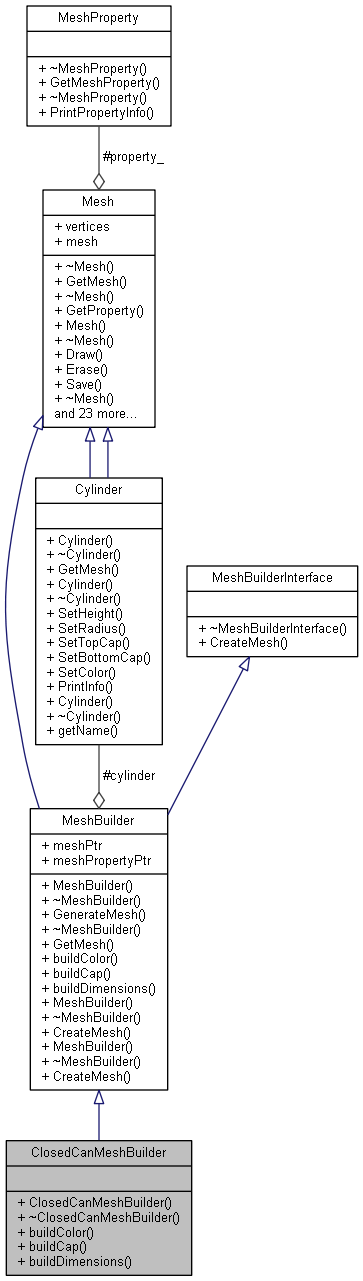 MeshProperty
+ ~MeshProperty()
+ GetMeshProperty()
+ ~MeshProperty()
+ PrintPropertyInfo()
#property_
Mesh
+ vertices
+ mesh
+ ~Mesh()
+ GetMesh()
+ ~Mesh()
+ GetProperty()
+ Mesh()
+ ~Mesh()
+ Draw()
+ Erase()
+ Save()
+ ~Mesh()
and 23 more...
Cylinder
+ Cylinder()
+ ~Cylinder()
+ GetMesh()
+ Cylinder()
+ ~Cylinder()
+ SetHeight()
+ SetRadius()
+ SetTopCap()
+ SetBottomCap()
+ SetColor()
+ PrintInfo()
+ Cylinder()
+ ~Cylinder()
+ getName()
MeshBuilderInterface
+ ~MeshBuilderInterface()
+ CreateMesh()
#cylinder
MeshBuilder
+ meshPtr
+ meshPropertyPtr
+ MeshBuilder()
+ ~MeshBuilder()
+ GenerateMesh()
+ ~MeshBuilder()
+ GetMesh()
+ buildColor()
+ buildCap()
+ buildDimensions()
+ MeshBuilder()
+ ~MeshBuilder()
+ CreateMesh()
+ MeshBuilder()
+ ~MeshBuilder()
+ CreateMesh()
ClosedCanMeshBuilder
+ ClosedCanMeshBuilder()
+ ~ClosedCanMeshBuilder()
+ buildColor()
+ buildCap()
+ buildDimensions()